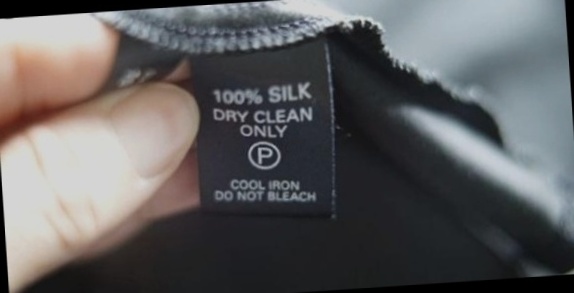 100% SILK
DRY CLEAN
ONLY
P
COOL IRON
DO NOT BLEACH